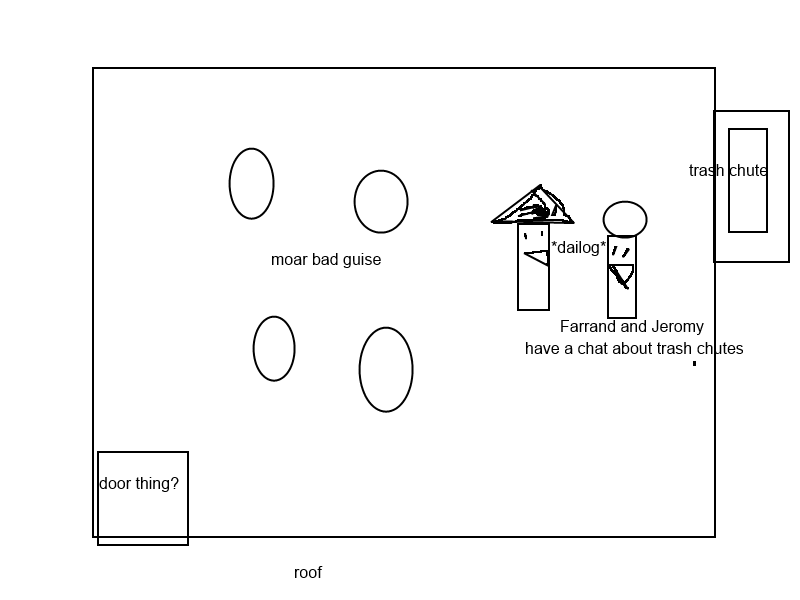 trash chute
*dailog*
moar bad guise
Farrand and Jeromy
have a chat about trash chutes
door thing?
roof